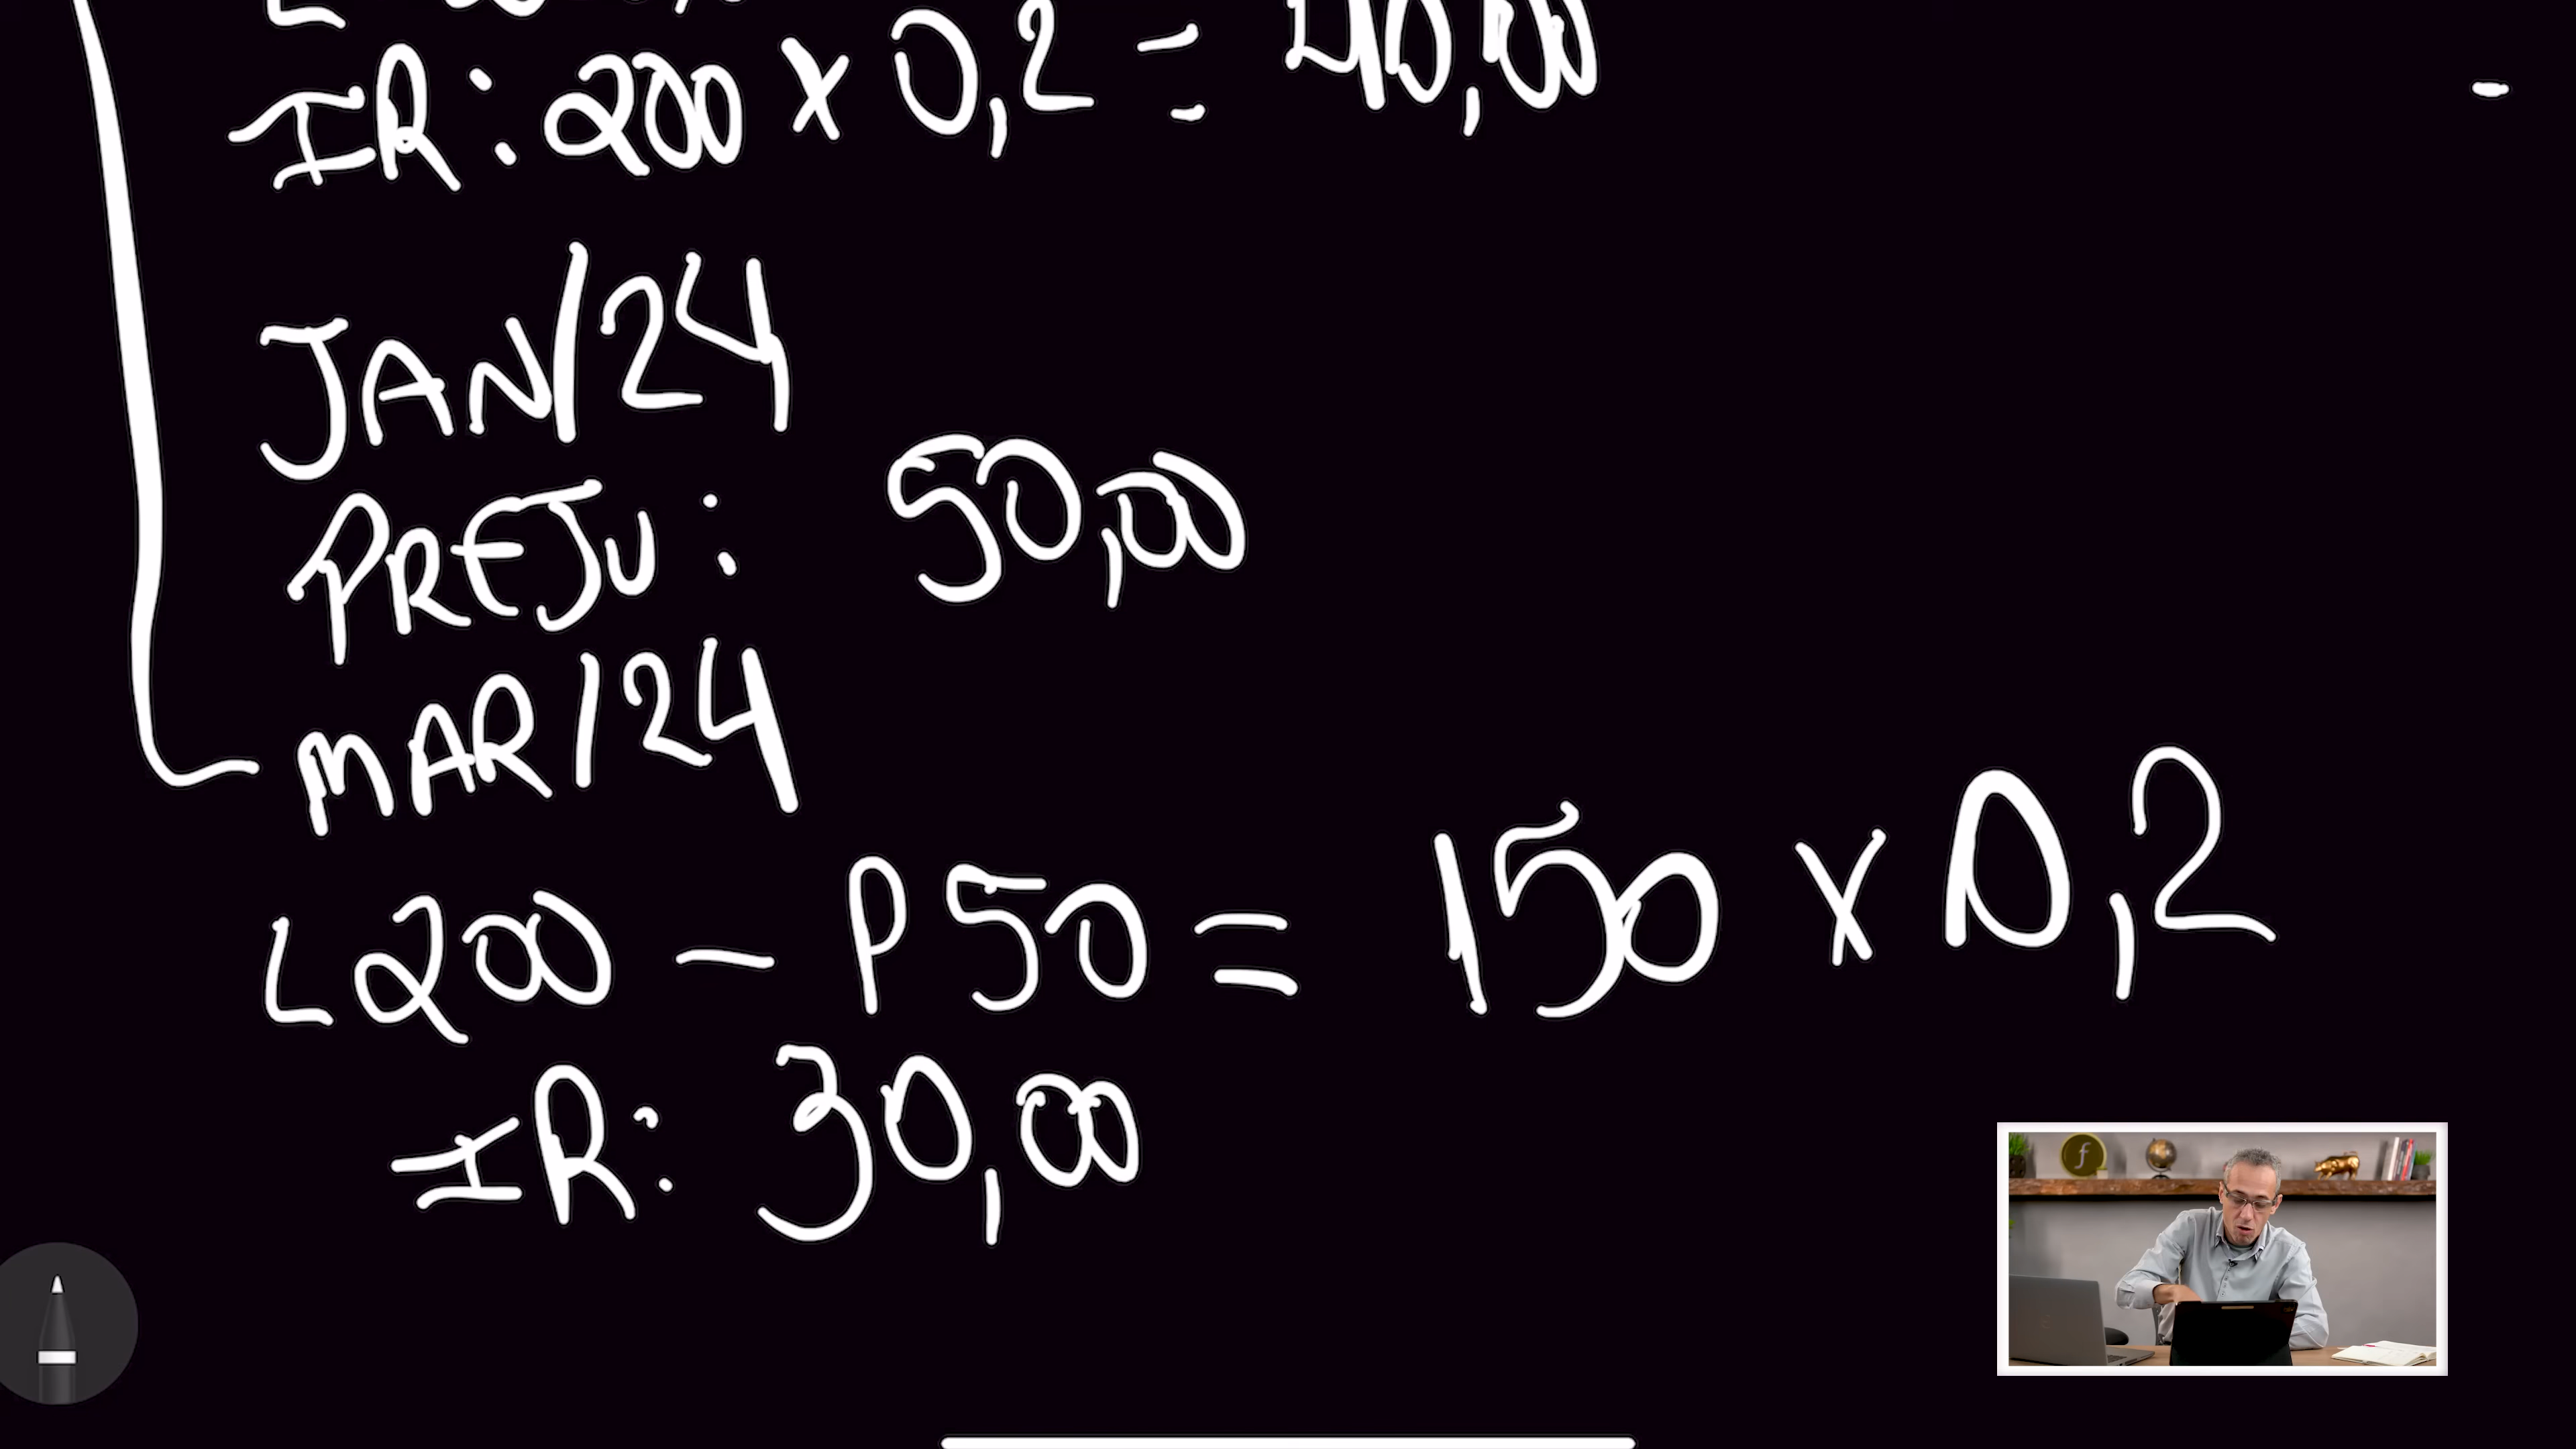 IR: 200 x 0,2 = 40,00
JAN/24
PREJU: 50,00
MAR/24
L200 - P50 = 150 x 0,2
IR: 30,00